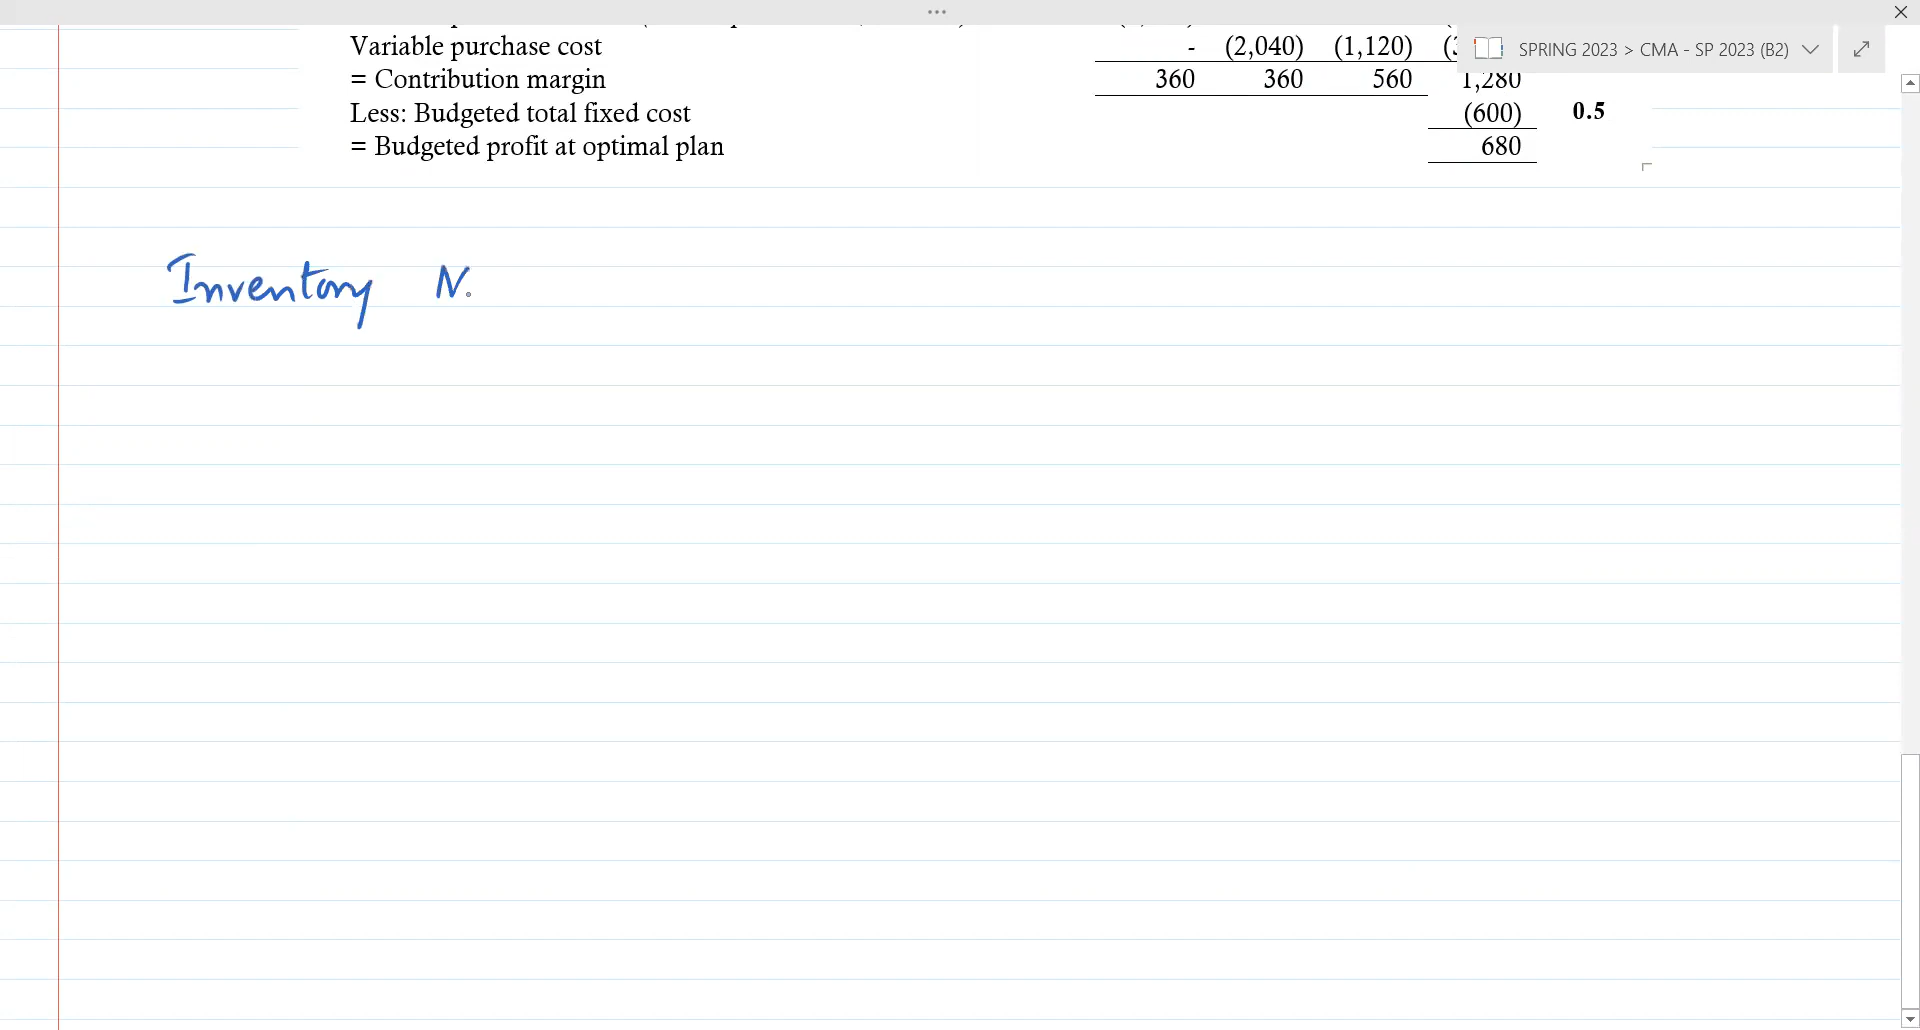 Variable purchase cost - (2,040) (1,120)
SPRING 2023 > CMA - SP 2023 (B2)
= Contribution margin 360 360 560 1,280
Less: Budgeted total fixed cost (600) 0.5
= Budgeted profit at optimal plan 680
Inventory N